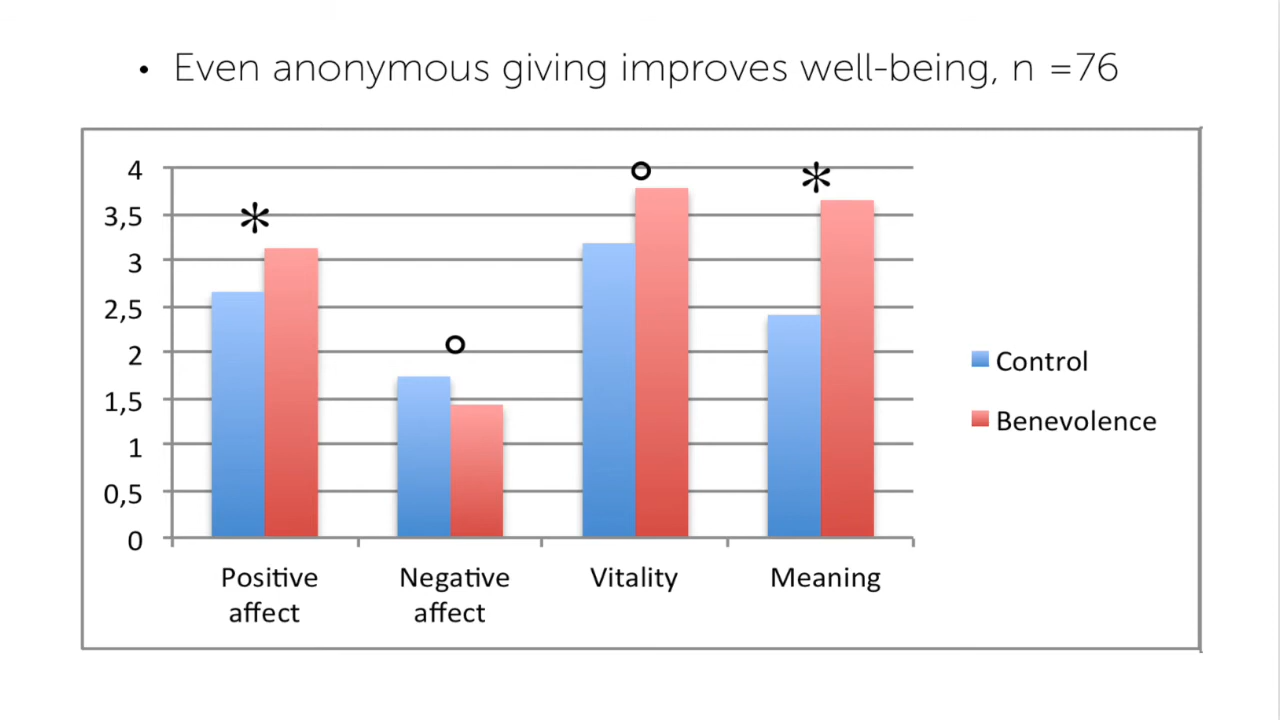 • Even anonymous giving improves well-being, n =76
4
3,5
3
2,5
2
1,5
1
0,5
0
* ° ° *
Positive affect
Negative affect
Vitality
Meaning
Control
Benevolence